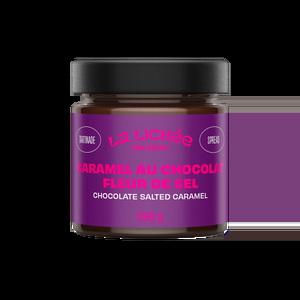 TARTINADE
La Lichée
SPREAD
CARAMEL AU CHOCOLAT
FLEUR DE SEL
CHOCOLATE SALTED CARAMEL